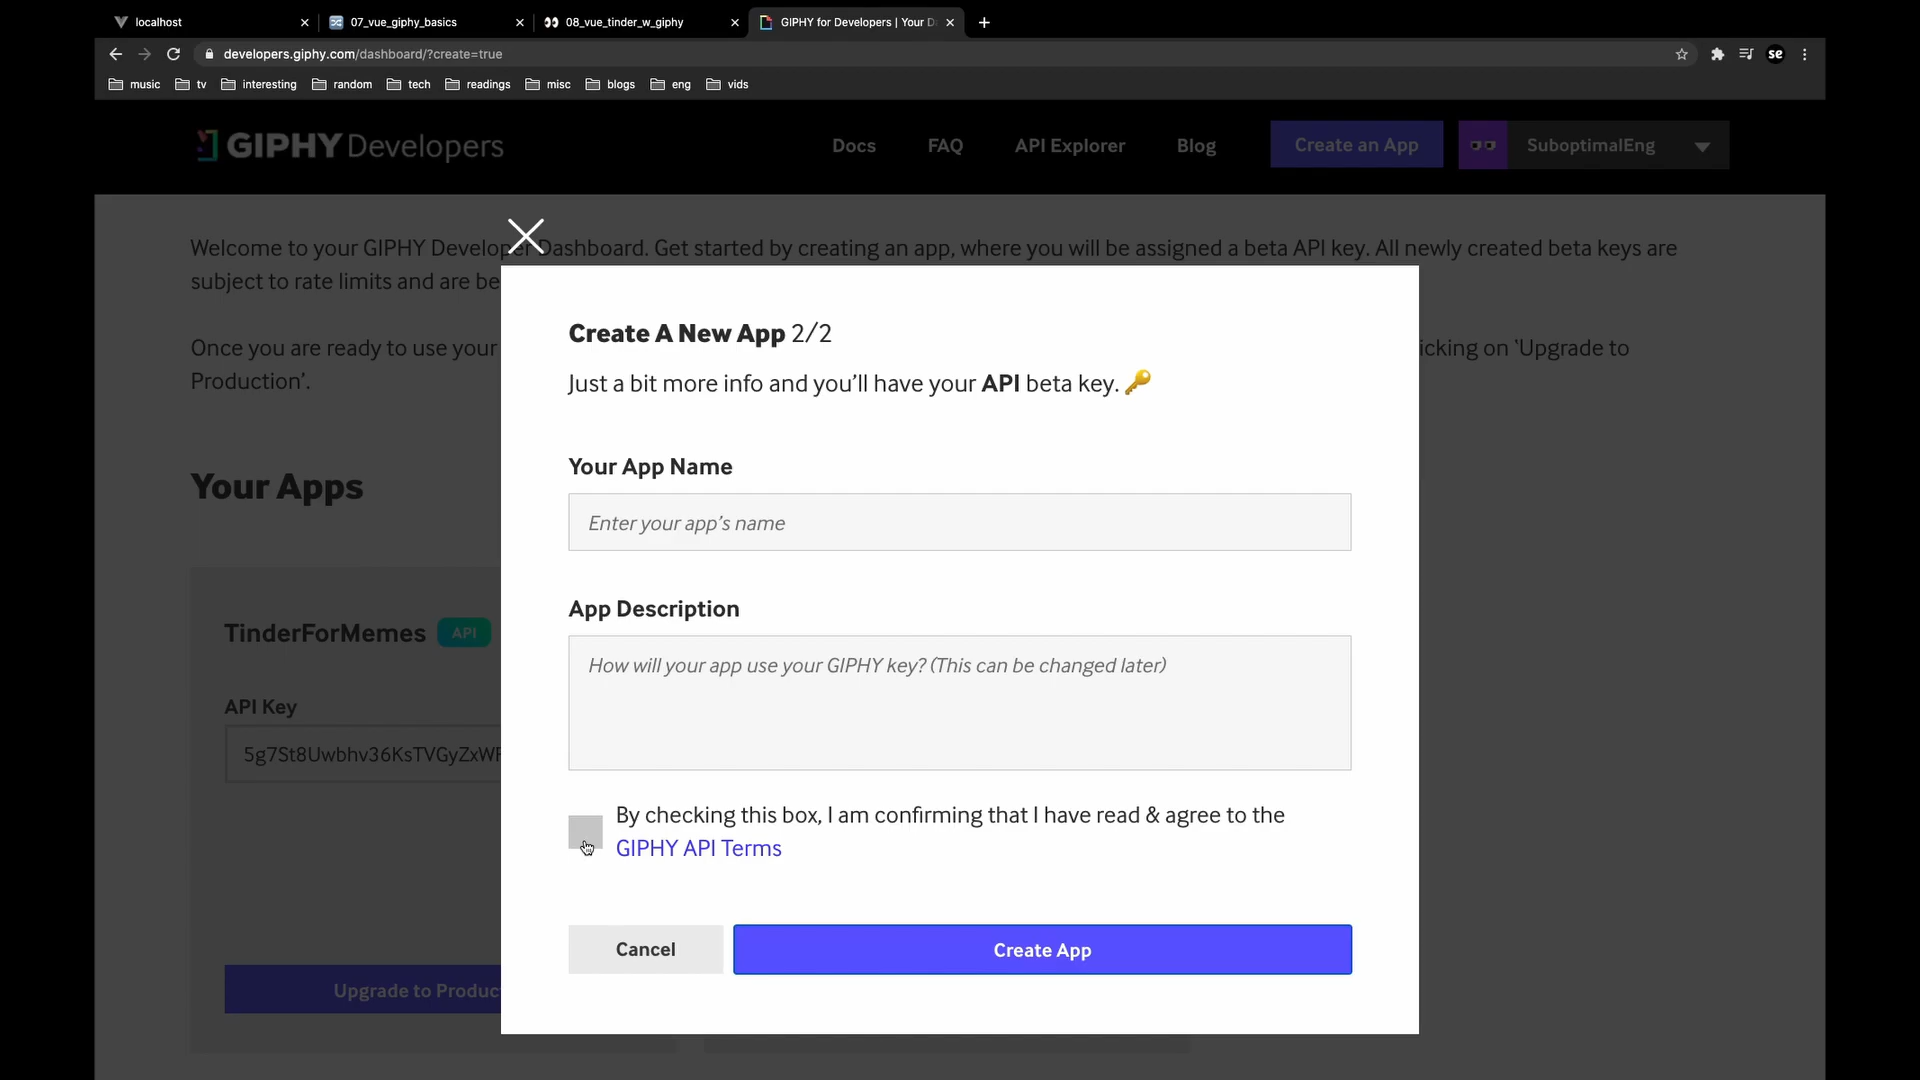 localhost
07_vue_giphy_basics
08_vue_tinder_w_giphy
GIPHY for Developers | Your D
developers.giphy.com/dashboard/?create=true
se
music
tv
interesting
random
tech
readings
misc
blogs
eng
vids
GIPHY Developers
Docs
FAQ
API Explorer
Blog
Create an App
SuboptimalEng
Welcome to your GIPHY Developer Dashboard. Get started by creating an app, where you will be assigned a beta API key. All newly created beta keys are
subject to rate limits and are be
Once you are ready to use your
icking on ‘Upgrade to
Production’.
Create A New App 2/2
Just a bit more info and you’ll have your API beta key. 🔑
Your App Name
Enter your app’s name
Your Apps
App Description
How will your app use your GIPHY key? (This can be changed later)
TinderForMemes API
API Key
5g7St8Uwbhv36KsTVGyZxW
By checking this box, I am confirming that I have read & agree to the
GIPHY API Terms
Cancel
Create App
Upgrade to Produc